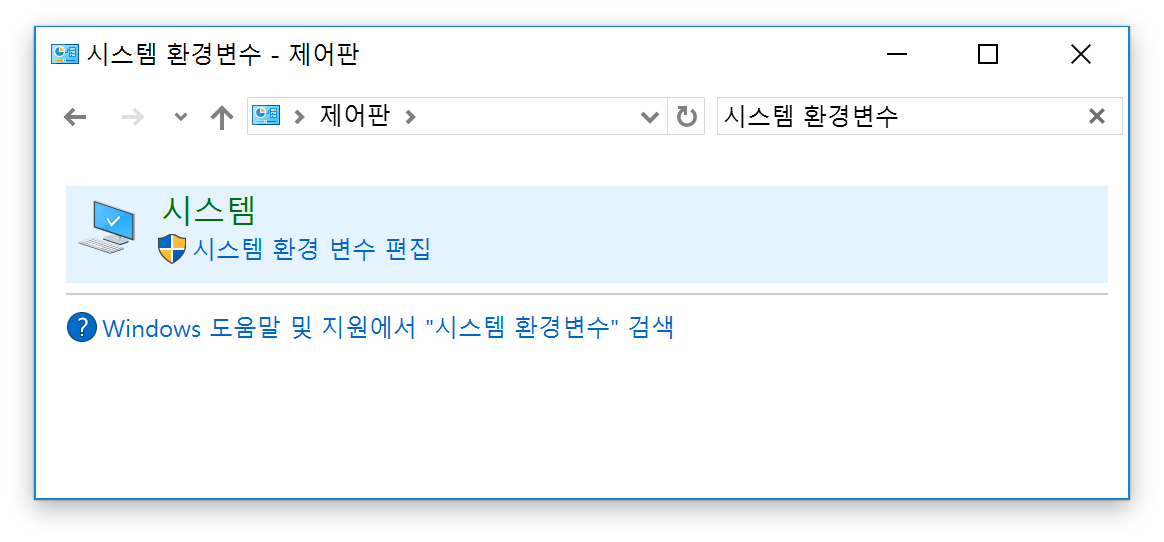 시스템 환경변수 - 제어판
제어판
시스템 환경변수
시스템
시스템 환경 변수 편집
? Windows 도움말 및 지원에서 "시스템 환경변수" 검색